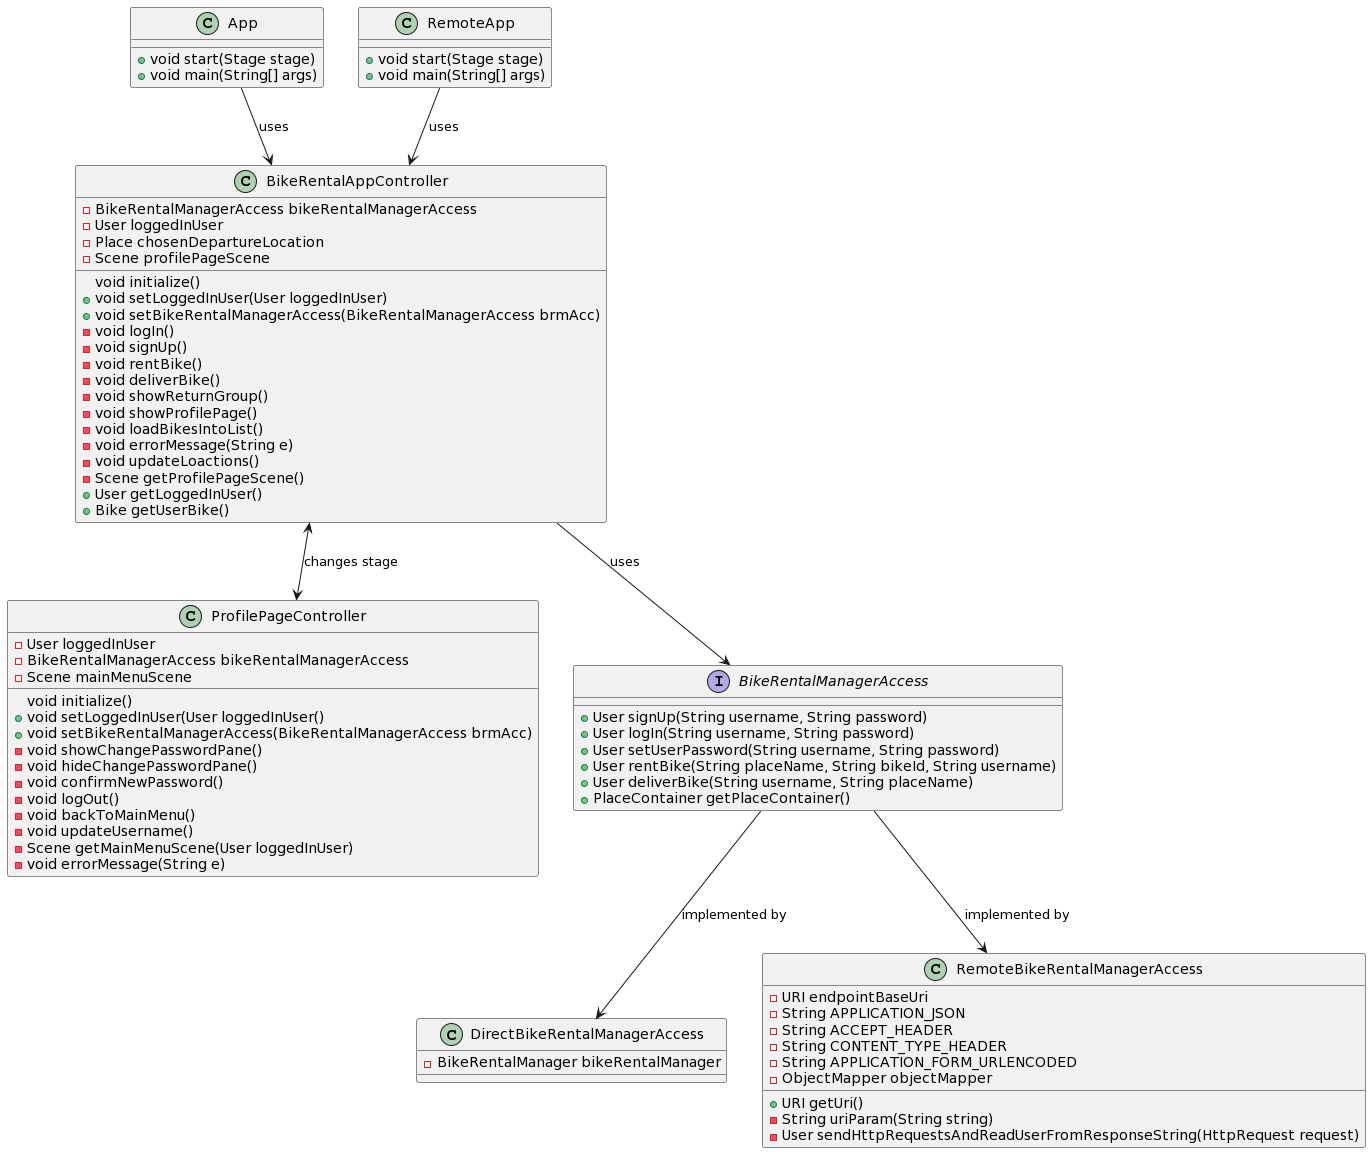 C App
void start(Stage stage)
void main(String[] args)
C RemoteApp
void start(Stage stage)
void main(String[] args)
uses
uses
C BikeRentalAppController
BikeRentalManagerAccess bikeRentalManagerAccess
User loggedInUser
Place chosenDepartureLocation
Scene profilePageScene
void initialize()
void setLoggedInUser(User loggedInUser)
void setBikeRentalManagerAccess(BikeRentalManagerAccess brmAcc)
void logIn()
void signUp()
void rentBike()
void deliverBike()
void showReturnGroup()
void showProfilePage()
void loadBikesIntoList()
void errorMessage(String e)
void updateLoactions()
Scene getProfilePageScene()
User getLoggedInUser()
Bike getUserBike()
changes stage
uses
C ProfilePageController
User loggedInUser
BikeRentalManagerAccess bikeRentalManagerAccess
Scene mainMenuScene
void initialize()
void setLoggedInUser(User loggedInUser()
void setBikeRentalManagerAccess(BikeRentalManagerAccess brmAcc)
void showChangePasswordPane()
void hideChangePasswordPane()
void confirmNewPassword()
void logOut()
void backToMainMenu()
void updateUsername()
Scene getMainMenuScene(User loggedInUser)
void errorMessage(String e)
I BikeRentalManagerAccess
User signUp(String username, String password)
User logIn(String username, String password)
User setUserPassword(String username, String password)
User rentBike(String placeName, String bikeId, String username)
User deliverBike(String username, String placeName)
PlaceContainer getPlaceContainer()
implemented by
implemented by
C DirectBikeRentalManagerAccess
BikeRentalManager bikeRentalManager
C RemoteBikeRentalManagerAccess
URI endpointBaseUri
String APPLICATION_JSON
String ACCEPT_HEADER
String CONTENT_TYPE_HEADER
String APPLICATION_FORM_URLENCODED
ObjectMapper objectMapper
URI getUri()
String uriParam(String string)
User sendHttpRequestsAndReadUserFromResponseString(HttpRequest request)